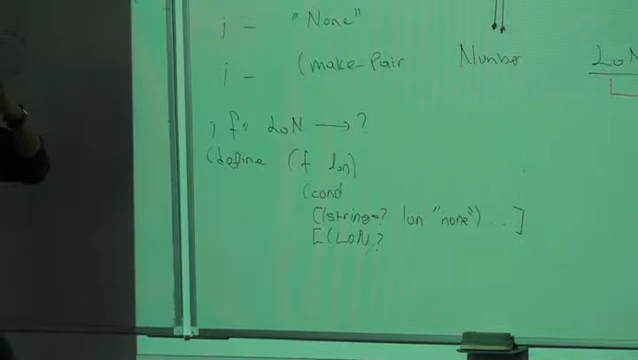 ; - "None"
; - (make-Pair Number LoN
; f: LoN → ?
(define (f lon)
(cond
[(string=? lon "none") ... ]
[(LoN?